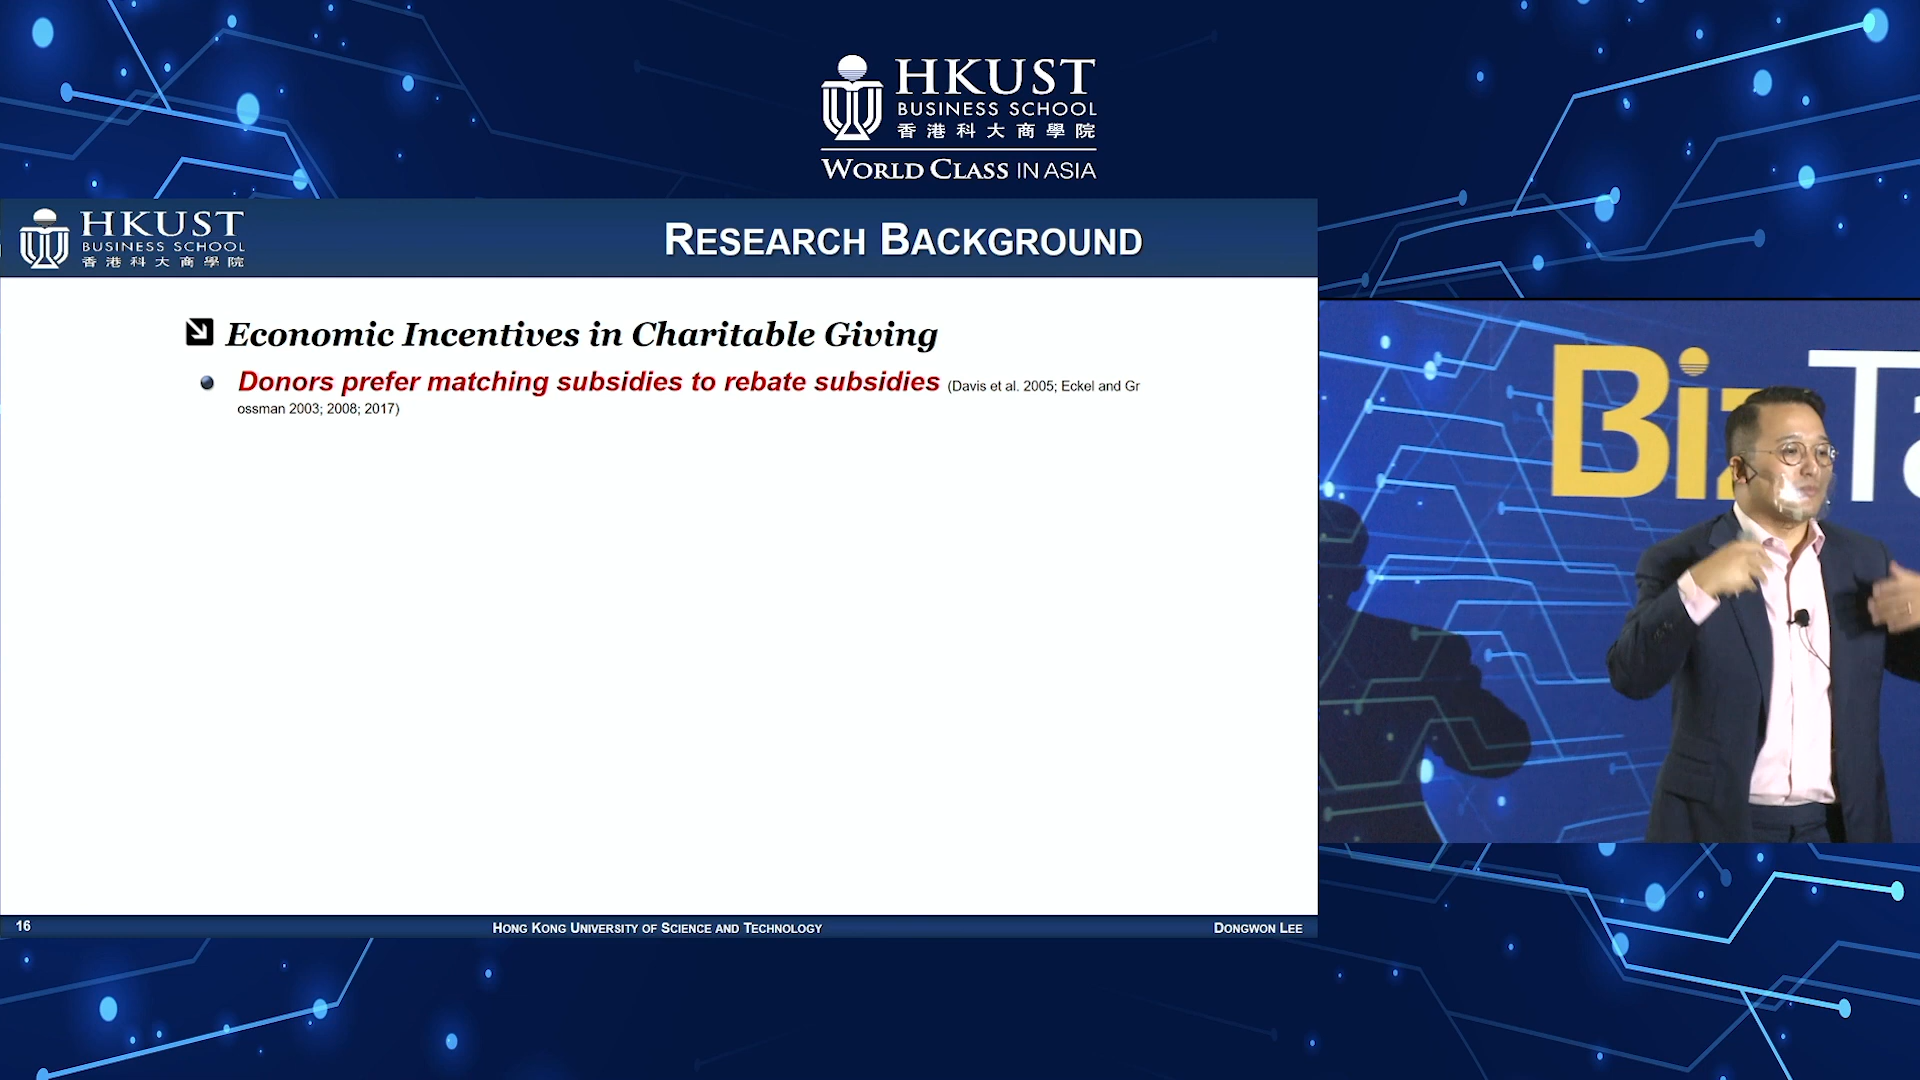 HKUST
BUSINESS SCHOOL
香港科大商學院
WORLD CLASS IN ASIA
HKUST
BUSINESS SCHOOL
香港科大商學院
RESEARCH BACKGROUND
Economic Incentives in Charitable Giving
Donors prefer matching subsidies to rebate subsidies (Davis et al. 2005; Eckel and Gr
ossman 2003; 2008; 2017)
Biz
16
HONG KONG UNIVERSITY OF SCIENCE AND TECHNOLOGY
DONGWON LEE